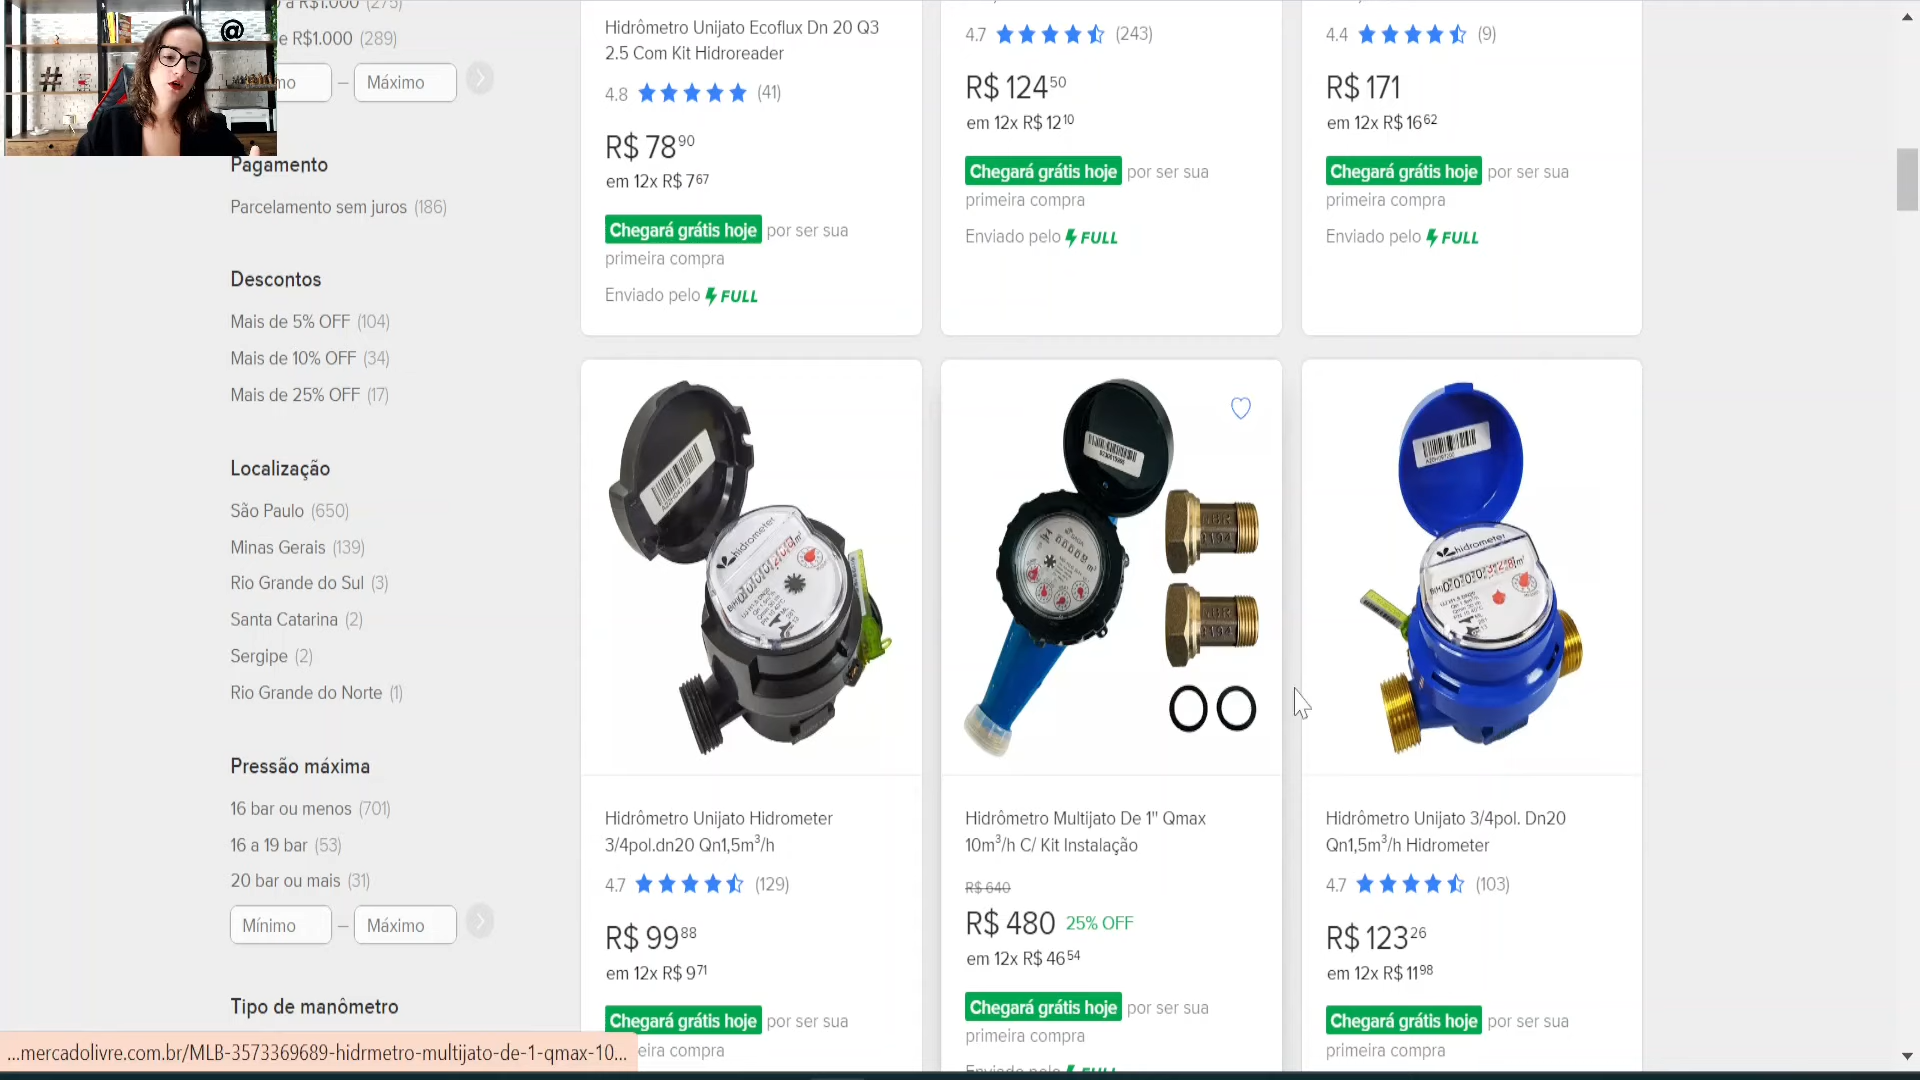 a R$1.000 (275)
e R$1.000 (289)
Máximo
@
#
Pagamento
Parcelamento sem juros (186)
Descontos
Mais de 5% OFF (104)
Mais de 10% OFF (34)
Mais de 25% OFF (17)
Localização
São Paulo (650)
Minas Gerais (139)
Rio Grande do Sul (3)
Santa Catarina (2)
Sergipe (2)
Rio Grande do Norte (1)
Pressão máxima
16 bar ou menos (701)
16 a 19 bar (53)
20 bar ou mais (31)
Mínimo – Máximo
Tipo de manômetro
...mercadolivre.com.br/MLB-3573369689-hidrmetro-multijato-de-1-qmax-10...
Hidrômetro Unijato Ecoflux Dn 20 Q3
2.5 Com Kit Hidroreader
4.8 (41)
R$ 78 90
em 12x R$ 7 67
Chegará grátis hoje por ser sua
primeira compra
Enviado pelo FULL
4.7 (243)
R$ 124 50
em 12x R$ 12 10
Chegará grátis hoje por ser sua
primeira compra
Enviado pelo FULL
4.4 (9)
R$ 171
em 12x R$ 16 62
Chegará grátis hoje por ser sua
primeira compra
Enviado pelo FULL
hidrometer
Hidrômetro Unijato Hidrometer
3/4pol.dn20 Qn1,5m³/h
4.7 (129)
R$ 99 88
em 12x R$ 9 71
Chegará grátis hoje por ser sua
eira compra
Hidrômetro Multijato De 1" Qmax
10m³/h C/ Kit Instalação
R$ 640
R$ 480 25% OFF
em 12x R$ 46 54
Chegará grátis hoje por ser sua
primeira compra
Enviado pelo FULL
hidrometer
Hidrômetro Unijato 3/4pol. Dn20
Qn1,5m³/h Hidrometer
4.7 (103)
R$ 123 26
em 12x R$ 11 98
Chegará grátis hoje por ser sua
primeira compra